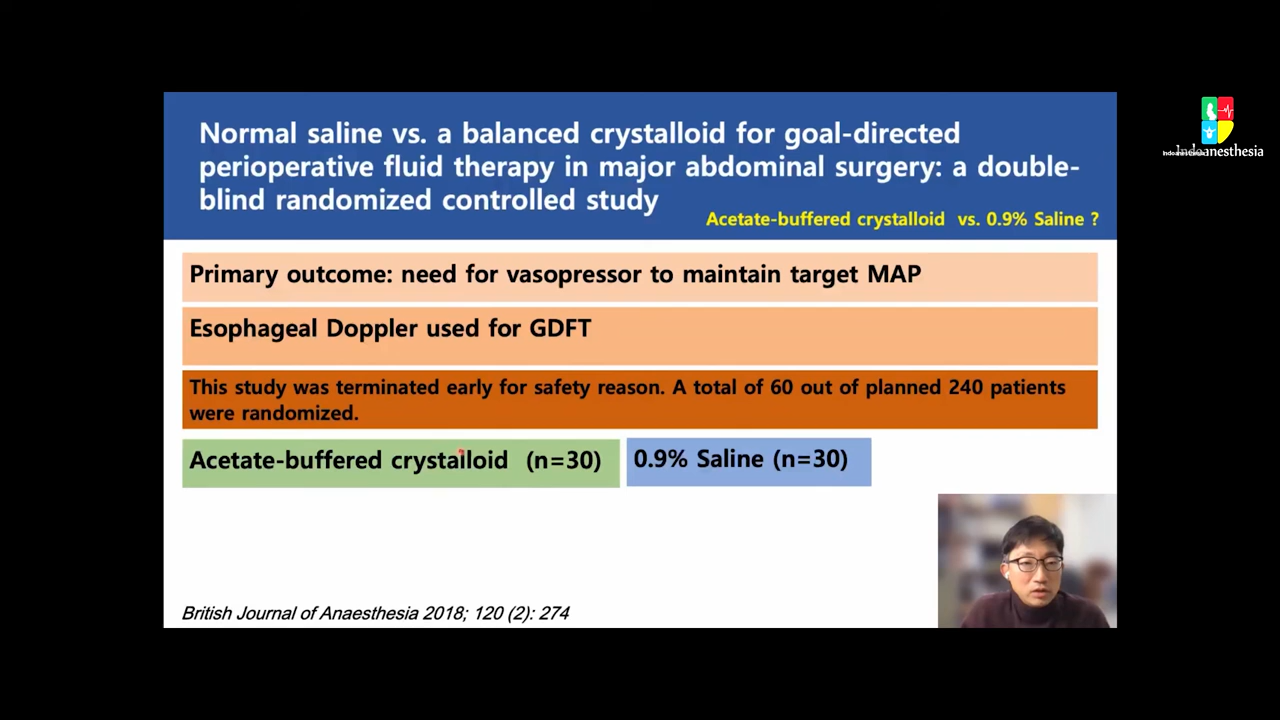 Normal saline vs. a balanced crystalloid for goal-directed
perioperative fluid therapy in major abdominal surgery: a double-
blind randomized controlled study
Acetate-buffered crystalloid vs. 0.9% Saline ?
Primary outcome: need for vasopressor to maintain target MAP
Esophageal Doppler used for GDFT
This study was terminated early for safety reason. A total of 60 out of planned 240 patients
were randomized.
Acetate-buffered crystalloid (n=30)
0.9% Saline (n=30)
British Journal of Anaesthesia 2018; 120 (2): 274
Indoanesthesia